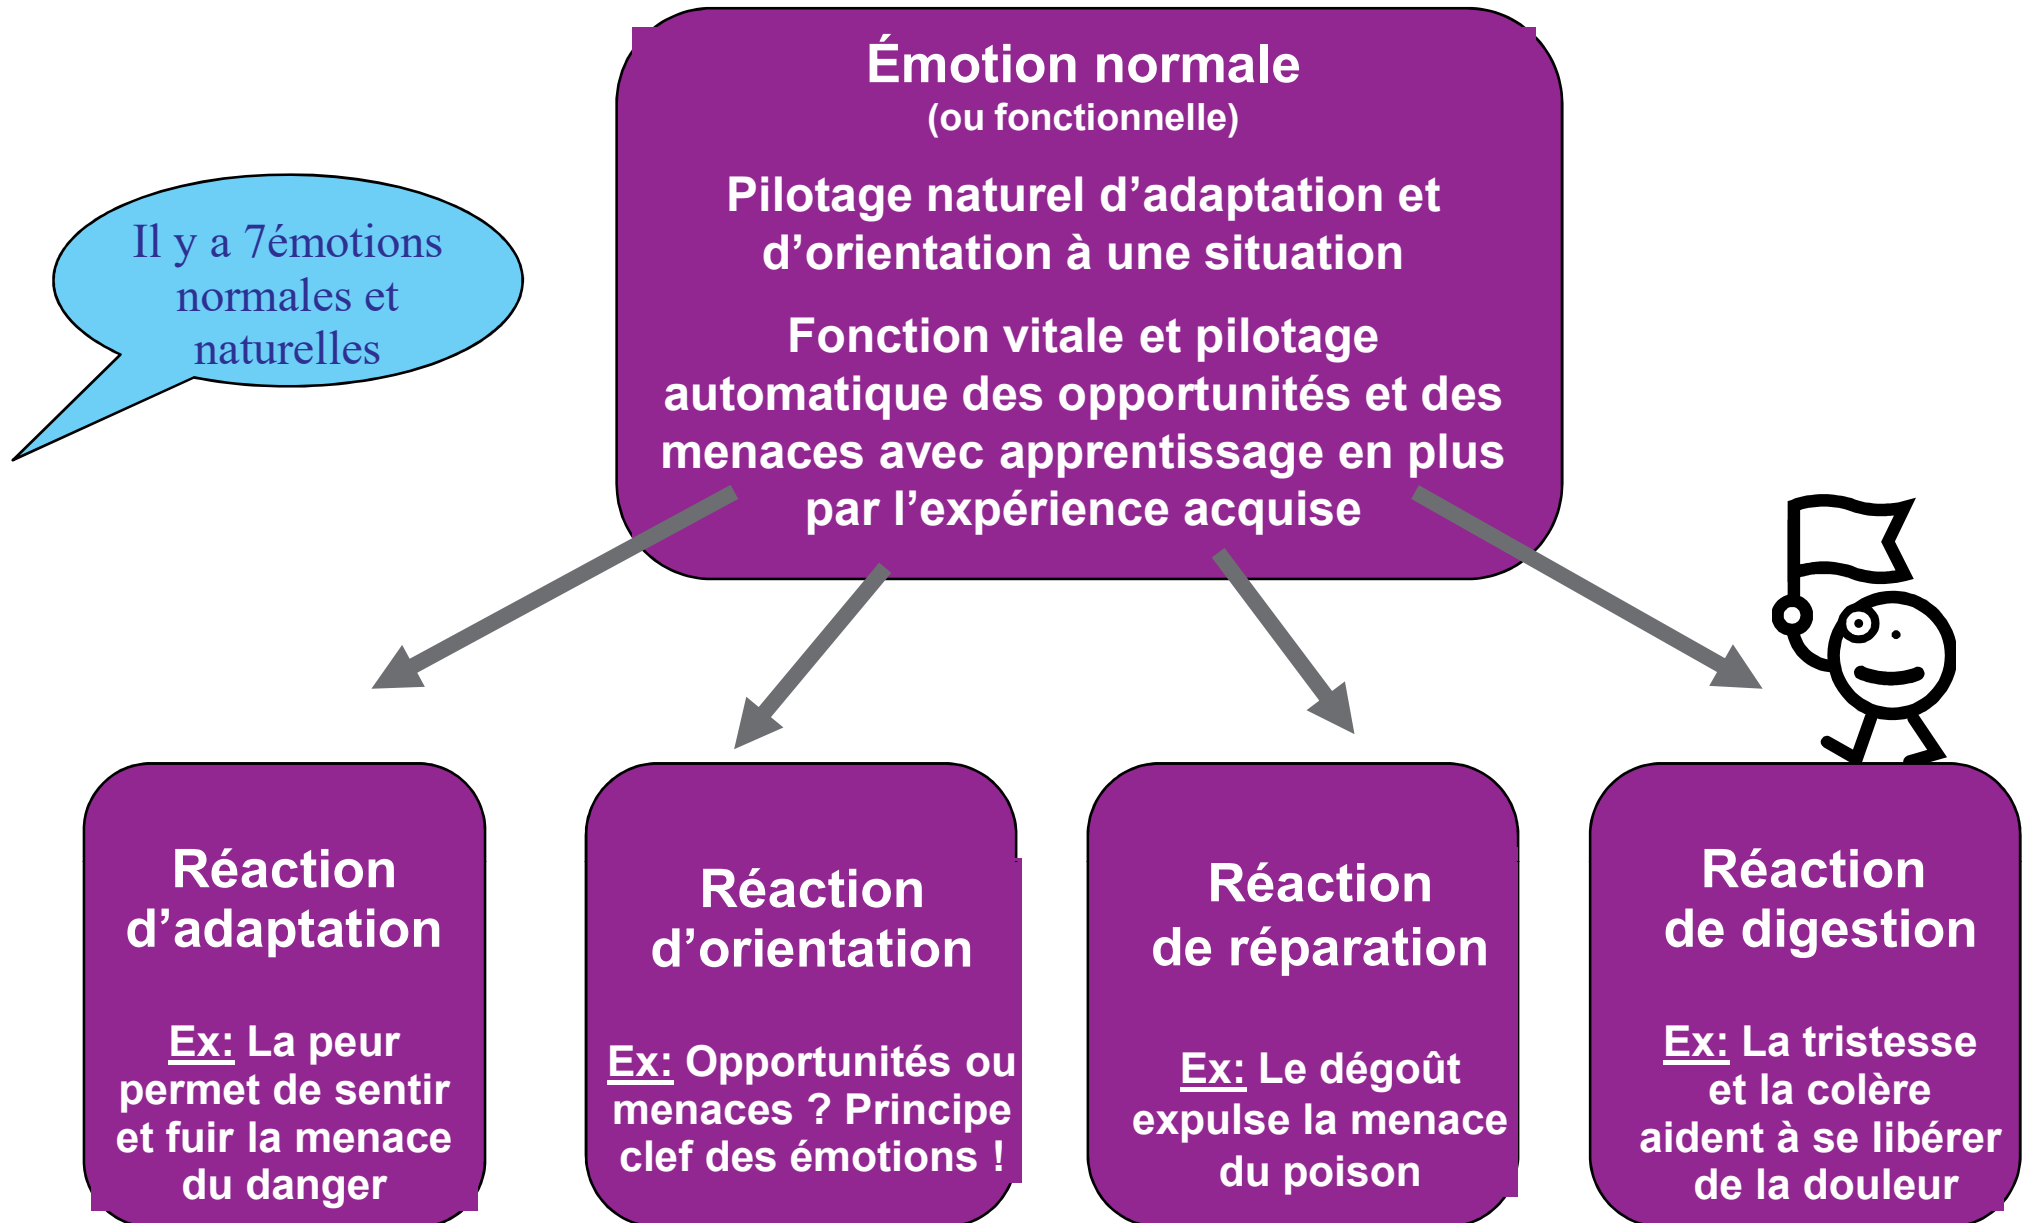 Émotion normale
(ou fonctionnelle)
Pilotage naturel d’adaptation et
d’orientation à une situation
Fonction vitale et pilotage
automatique des opportunités et des
menaces avec apprentissage en plus
par l’expérience acquise
Il y a 7émotions
normales et
naturelles
Réaction
d’adaptation
Ex: La peur
permet de sentir
et fuir la menace
du danger
Réaction
d’orientation
Ex: Opportunités ou
menaces ? Principe
clef des émotions !
Réaction
de réparation
Ex: Le dégoût
expulse la menace
du poison
Réaction
de digestion
Ex: La tristesse
et la colère
aident à se libérer
de la douleur